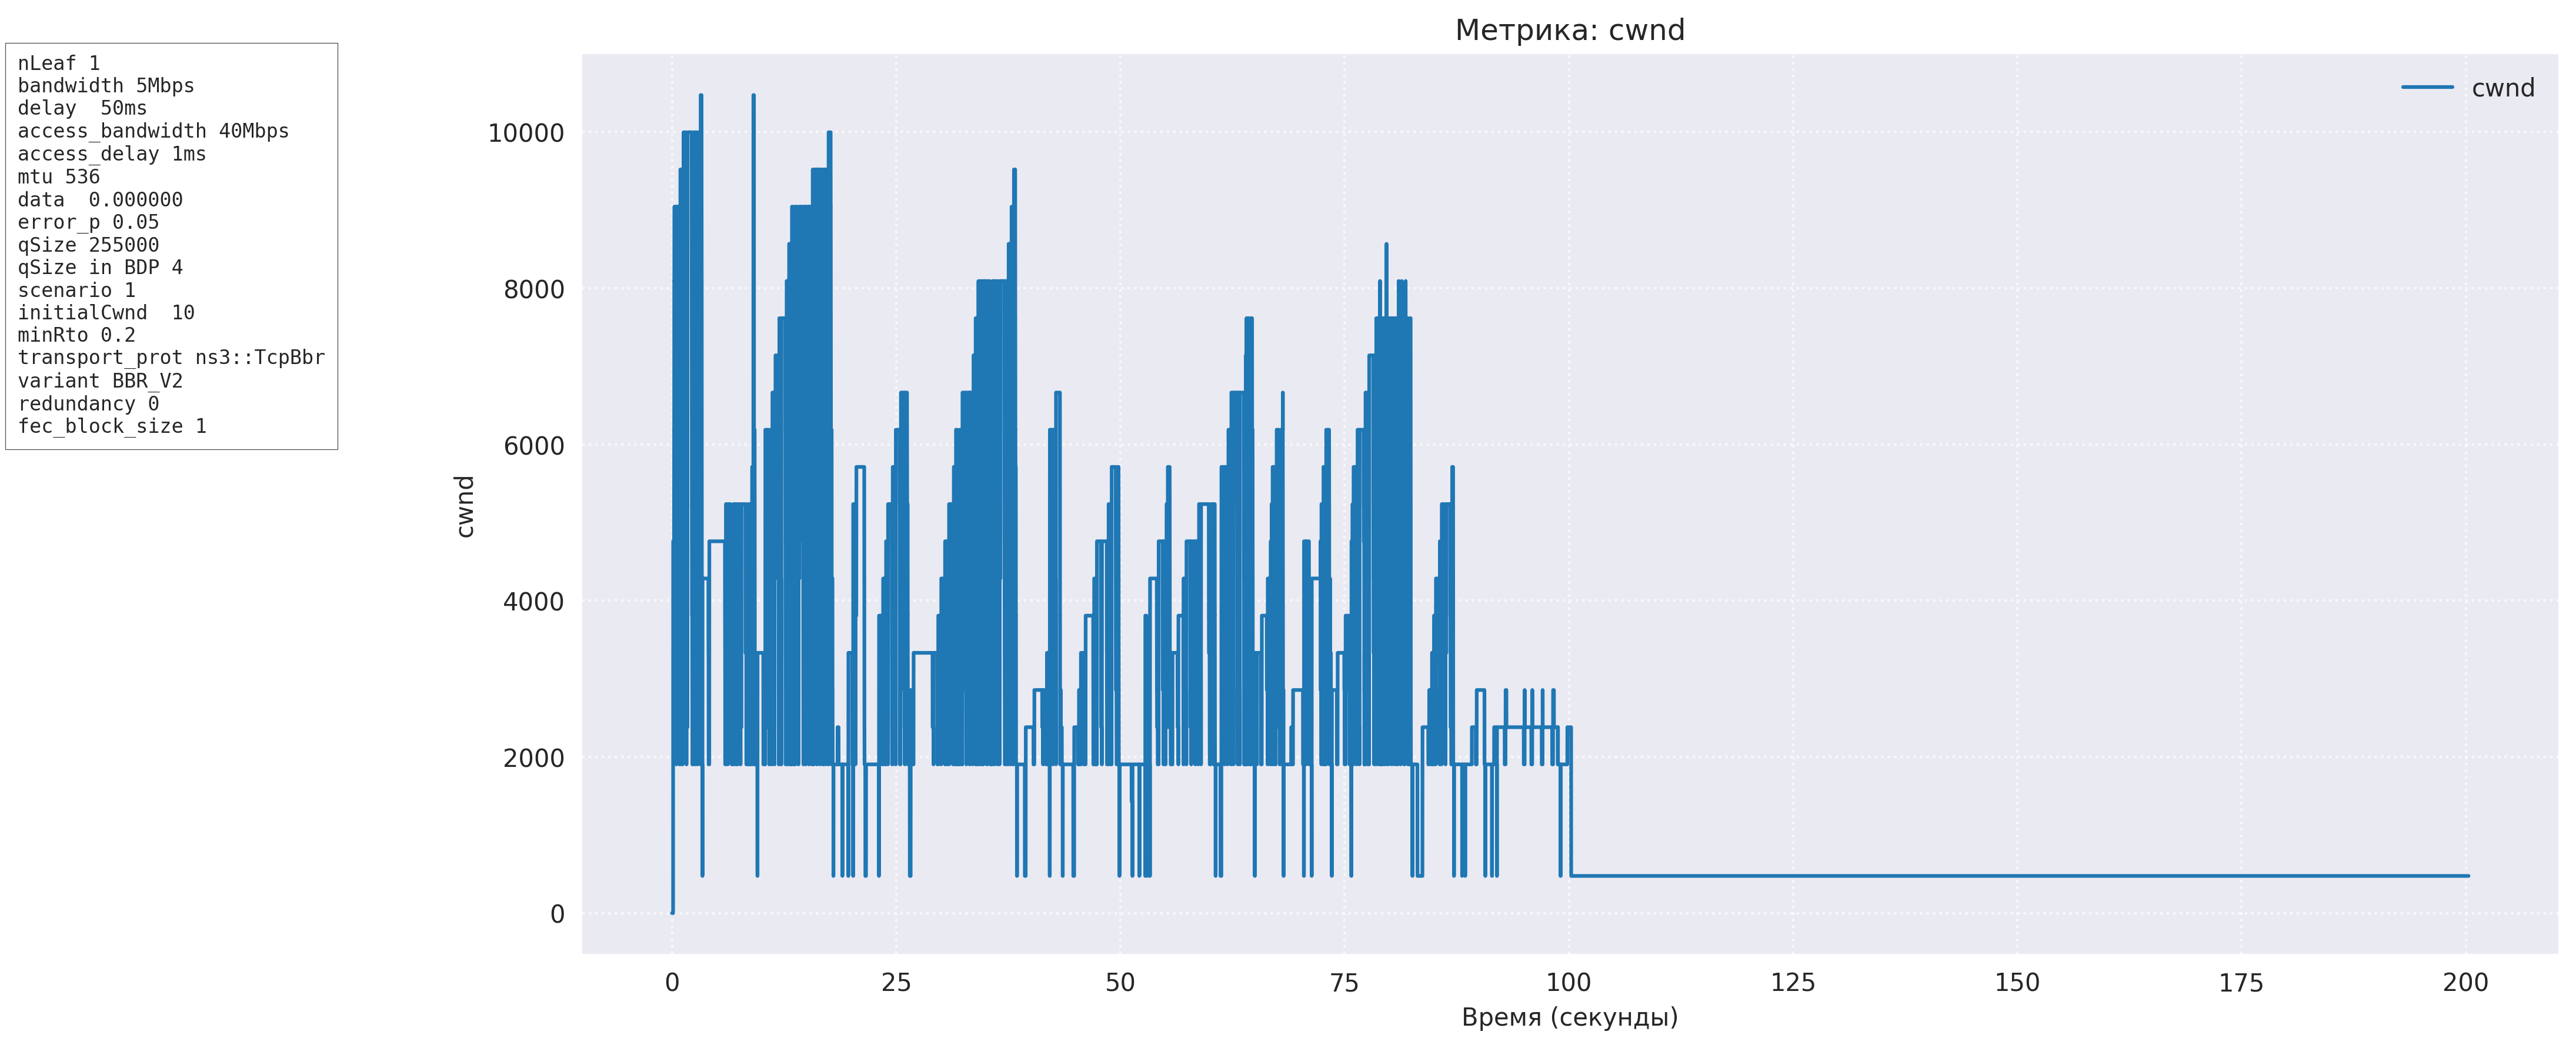 Метрика: cwnd
nLeaf 1
bandwidth 5Mbps
delay  50ms
access_bandwidth 40Mbps
access_delay 1ms
mtu 536
data  0.000000
error_p 0.05
qSize 255000
qSize in BDP 4
scenario 1
initialCwnd  10
minRto 0.2
transport_prot ns3::TcpBbr
variant BBR_V2
redundancy 0
fec_block_size 1
cwnd
10000
8000
6000
4000
2000
0
cwnd
0 25 50 75 100 125 150 175 200
Время (секунды)